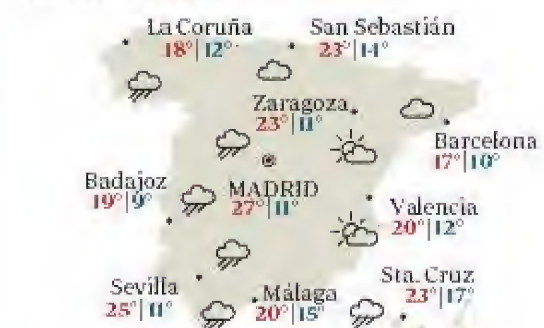 La Coruña
18°|12°
San Sebastián
23°|14°
Zaragoza
23°|11°
Barcelona
17°|10°
Badajoz
19°|9°
MADRID
27°|11°
Valencia
20°|12°
Sevilla
25°|11°
Málaga
20°|15°
Sta. Cruz
23°|17°